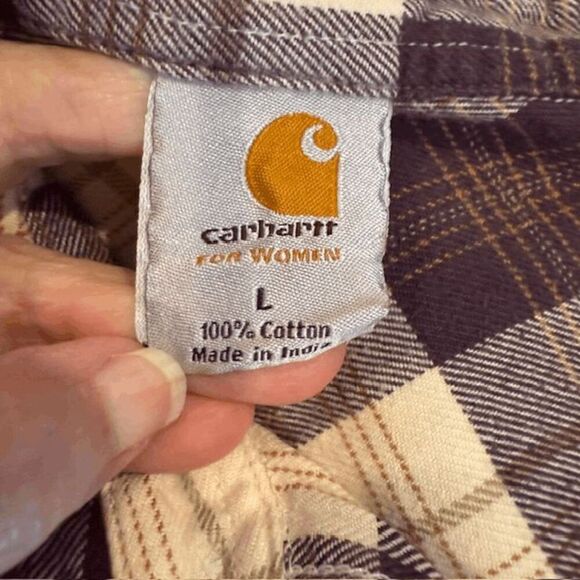 carhartt
FOR WOMEN
L
100% Cotton
Made in India